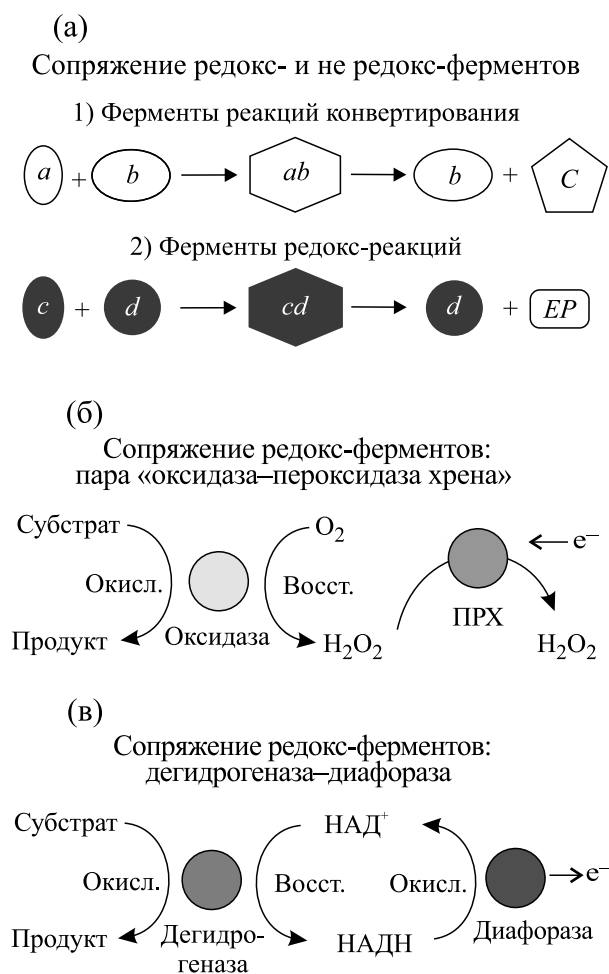 (а)
Сопряжение редокс- и не редокс-ферментов
1) Ферменты реакций конвертирования
a + b ab b + C
2) Ферменты редокс-реакций
c + d cd d + EP
(б)
Сопряжение редокс-ферментов:
пара «оксидаза–пероксидаза хрена»
Субстрат O₂ e⁻
Окисл. Восст.
Оксидаза ПРХ
Продукт H₂O₂ H₂O₂
(в)
Сопряжение редокс-ферментов:
дегидрогеназа–диафораза
Субстрат НАД⁺
Окисл. Восст. Окисл. e⁻
Продукт Дегидро- НАДН Диафораза
геназа